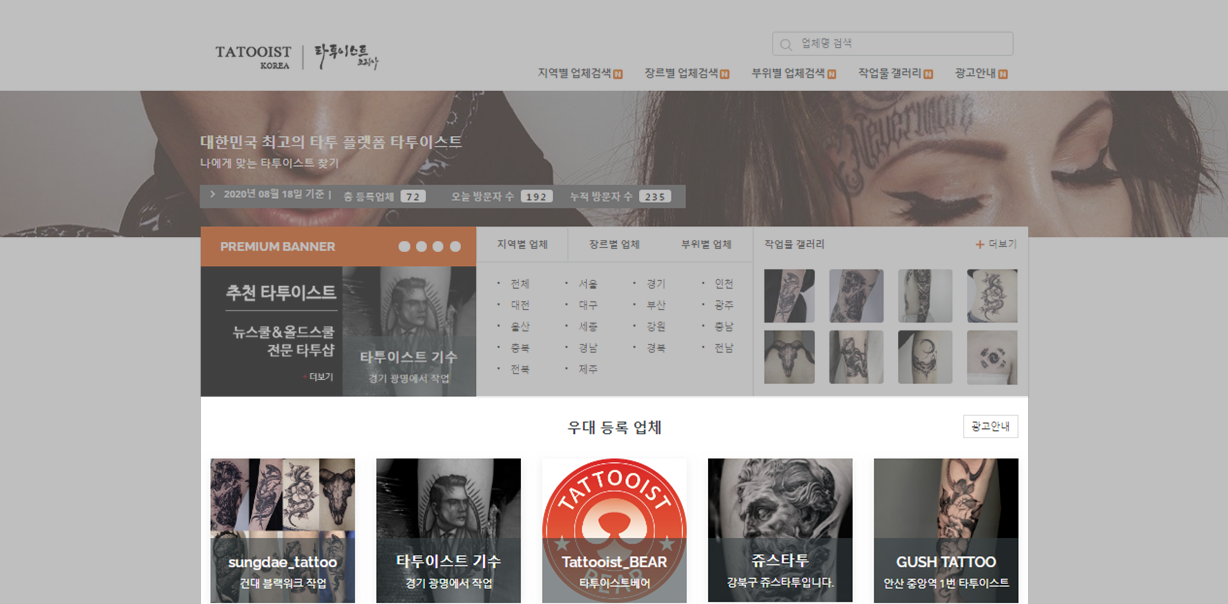 TATOOIST
KOREA
타투이스트
코리아
업체명 검색
지역별 업체검색 N
장르별 업체검색 N
부위별 업체검색 N
작업물 갤러리 N
광고안내 N
Nevermore
대한민국 최고의 타투 플랫폼 타투이스트
나에게 맞는 타투이스트 찾기
> 2020년 08월 18일 기준 | 총 등록업체 72 오늘 방문자 수 192 누적 방문자 수 235
PREMIUM BANNER
추천 타투이스트
뉴스쿨&올드스쿨
전문 타투샵
+ 더보기
타투이스트 기수
경기 광명에서 작업
지역별 업체 장르별 업체 부위별 업체
• 전체 • 서울 • 경기 • 인천
• 대전 • 대구 • 부산 • 광주
• 울산 • 세종 • 강원 • 충남
• 충북 • 경남 • 경북 • 전남
• 전북 • 제주
작업물 갤러리
+ 더보기
우대 등록 업체
광고안내
sungdae_tattoo
건대 블랙워크 작업
타투이스트 기수
경기 광명에서 작업
TATTOOIST
BEAR
Tattooist_BEAR
타투이스트베어
쥬스타투
강북구 쥬스타투입니다.
GUSH TATTOO
안산 중앙역 1번 타투이스트